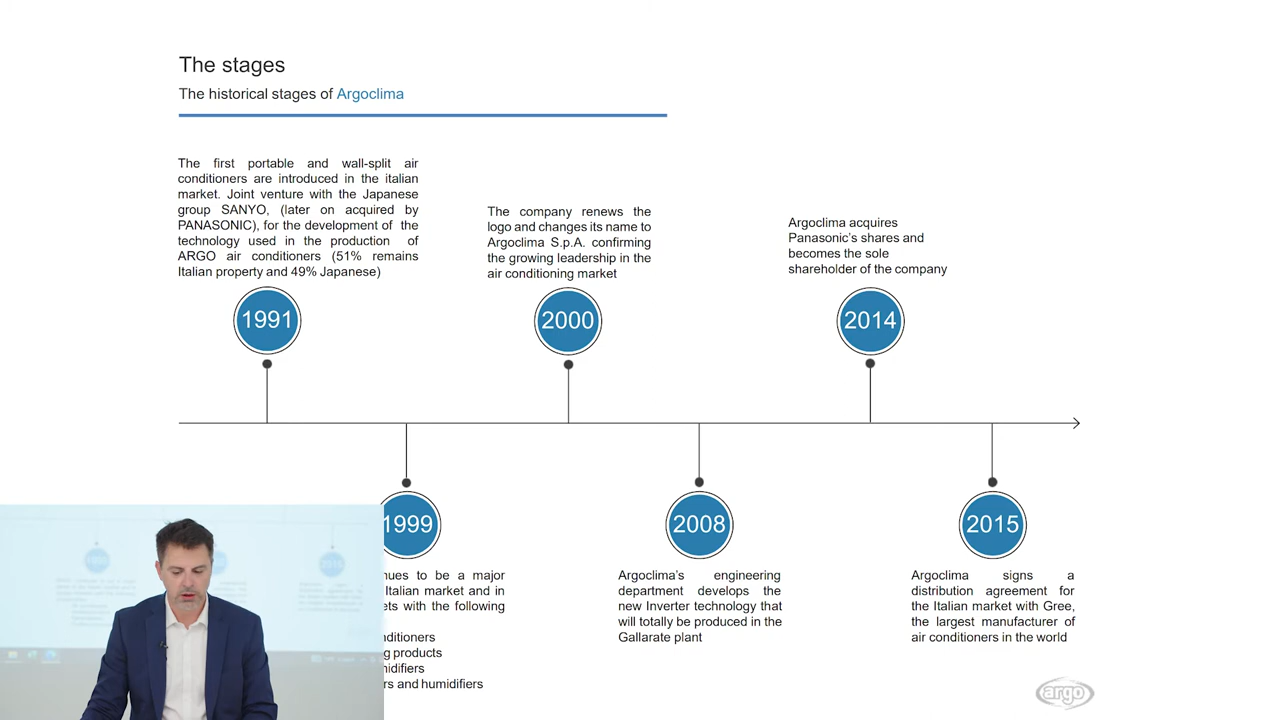 The stages
The historical stages of Argoclima
The first portable and wall-split air
conditioners are introduced in the italian
market. Joint venture with the Japanese
group SANYO, (later on acquired by
PANASONIC), for the development of the
technology used in the production of
ARGO air conditioners (51% remains
Italian property and 49% Japanese)
1991
The company renews the
logo and changes its name to
Argoclima S.p.A. confirming
the growing leadership in the
air conditioning market
2000
Argoclima acquires
Panasonic's shares and
becomes the sole
shareholder of the company
2014
1999
to be a major
Italian market and in
with the following
products
and humidifiers
2008
Argoclima's engineering
department develops the
new Inverter technology that
will totally be produced in the
Gallarate plant
2015
Argoclima signs a
distribution agreement for
the Italian market with Gree,
the largest manufacturer of
air conditioners in the world
argo